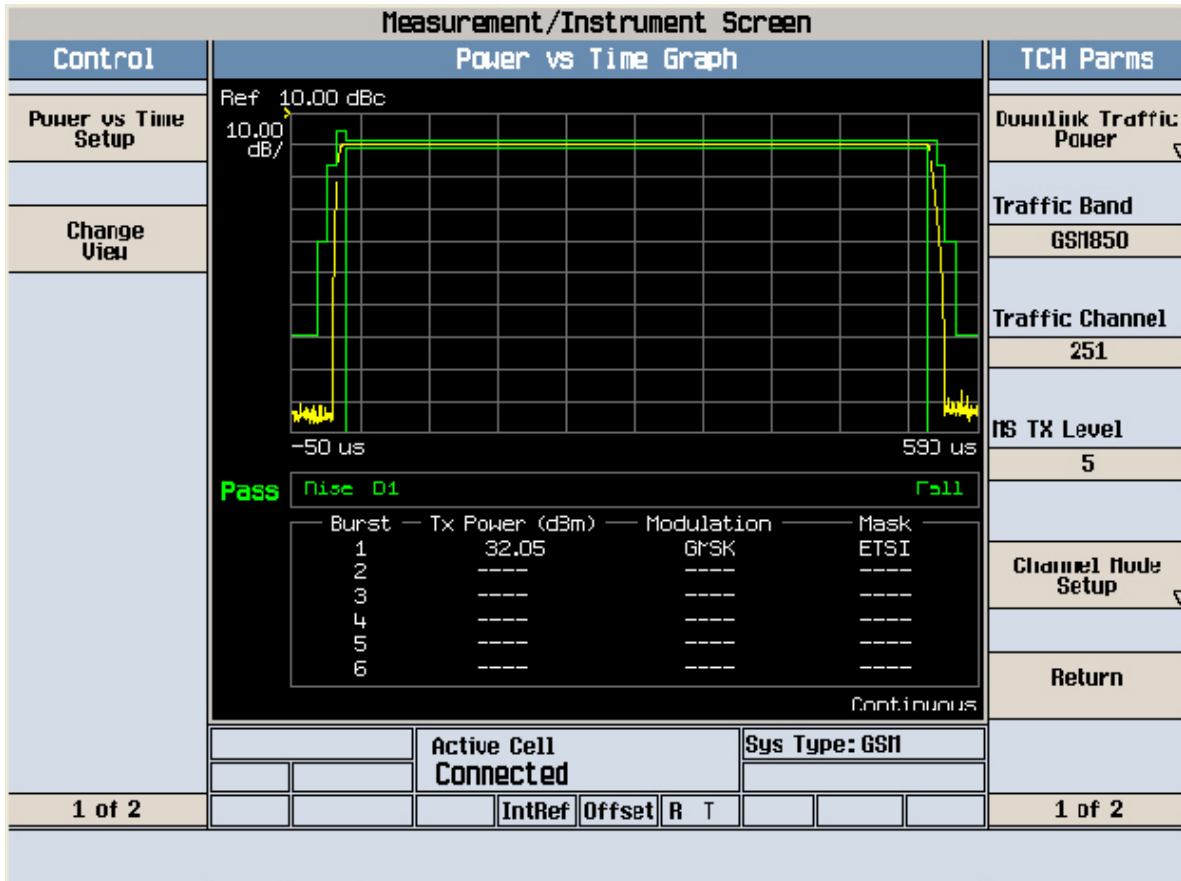 Measurement/Instrument Screen
Control
Power vs Time Graph
TCH Parms
Power vs Time
Setup
Change
View
1 of 2
Ref 10.00 dBc
10.00
dB/
-50 us
590 us
Pass
Rise D1
Fall
Burst Tx Power (dBm) Modulation Mask
1 32.05 GMSK ETSI
2 ---- ---- ----
3 ---- ---- ----
4 ---- ---- ----
5 ---- ---- ----
6 ---- ---- ----
Continuous
Active Cell
Connected
Sys Type: GSM
IntRef Offset R T
Downlink Traffic
Power
Traffic Band
GSM850
Traffic Channel
251
MS TX Level
5
Channel Mode
Setup
Return
1 of 2